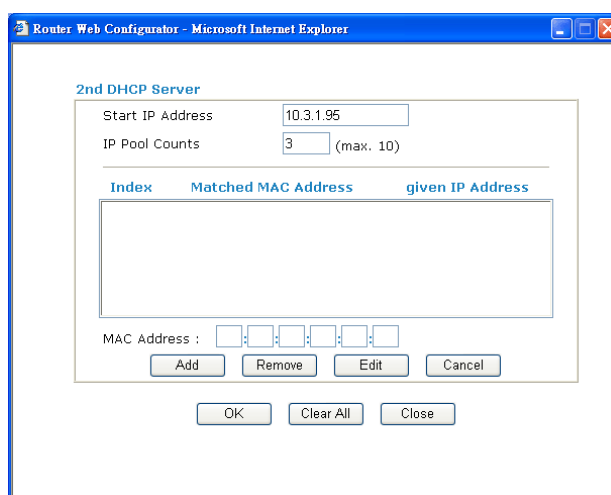 Router Web Configurator - Microsoft Internet Explorer
2nd DHCP Server
Start IP Address 10.3.1.95
IP Pool Counts 3 (max. 10)
Index Matched MAC Address given IP Address
MAC Address : : : : : :
Add Remove Edit Cancel
OK Clear All Close